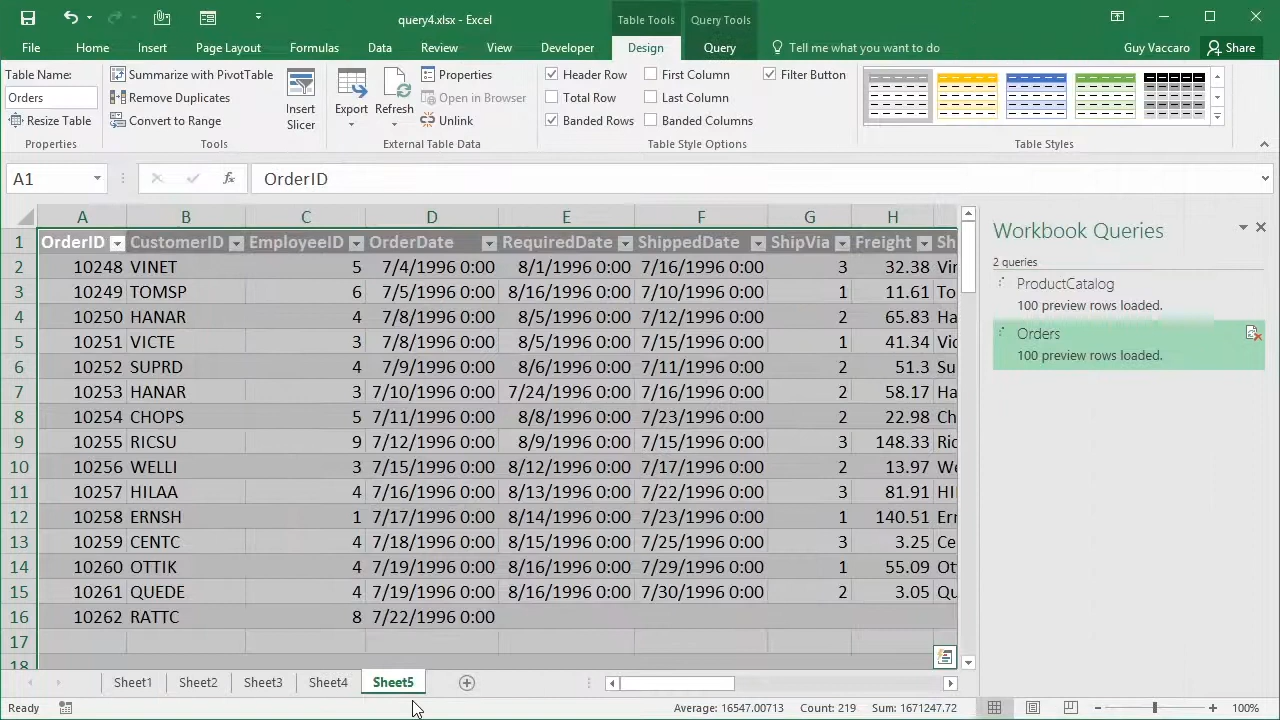 query4.xlsx - Excel
Table Tools
Query Tools
File
Home
Insert
Page Layout
Formulas
Data
Review
View
Developer
Design
Query
Tell me what you want to do
Guy Vaccaro
Share
Table Name:
Orders
Resize Table
Properties
Summarize with PivotTable
Remove Duplicates
Convert to Range
Tools
Insert
Slicer
Export
Refresh
Properties
Open in Browser
Unlink
External Table Data
Header Row
Total Row
Banded Rows
First Column
Last Column
Banded Columns
Filter Button
Table Style Options
Table Styles
A1
fx
OrderID
A B C D E F G H
1 OrderID CustomerID EmployeeID OrderDate RequiredDate ShippedDate ShipVia Freight Sh
2 10248 VINET 5 7/4/1996 0:00 8/1/1996 0:00 7/16/1996 0:00 3 32.38 Vin
3 10249 TOMSP 6 7/5/1996 0:00 8/16/1996 0:00 7/10/1996 0:00 1 11.61 To
4 10250 HANAR 4 7/8/1996 0:00 8/5/1996 0:00 7/12/1996 0:00 2 65.83 Ha
5 10251 VICTE 3 7/8/1996 0:00 8/5/1996 0:00 7/15/1996 0:00 1 41.34 Vic
6 10252 SUPRD 4 7/9/1996 0:00 8/6/1996 0:00 7/11/1996 0:00 2 51.3 Su
7 10253 HANAR 3 7/10/1996 0:00 7/24/1996 0:00 7/16/1996 0:00 2 58.17 Ha
8 10254 CHOPS 5 7/11/1996 0:00 8/8/1996 0:00 7/23/1996 0:00 2 22.98 Ch
9 10255 RICSU 9 7/12/1996 0:00 8/9/1996 0:00 7/15/1996 0:00 3 148.33 Ric
10 10256 WELLI 3 7/15/1996 0:00 8/12/1996 0:00 7/17/1996 0:00 2 13.97 We
11 10257 HILAA 4 7/16/1996 0:00 8/13/1996 0:00 7/22/1996 0:00 3 81.91 HI
12 10258 ERNSH 1 7/17/1996 0:00 8/14/1996 0:00 7/23/1996 0:00 1 140.51 Ern
13 10259 CENTC 4 7/18/1996 0:00 8/15/1996 0:00 7/25/1996 0:00 3 3.25 Ce
14 10260 OTTIK 4 7/19/1996 0:00 8/16/1996 0:00 7/29/1996 0:00 1 55.09 Ot
15 10261 QUEDE 4 7/19/1996 0:00 8/16/1996 0:00 7/30/1996 0:00 2 3.05 Qu
16 10262 RATTC 8 7/22/1996 0:00
17
18
Workbook Queries
2 queries
ProductCatalog
100 preview rows loaded.
Orders
100 preview rows loaded.
Sheet1
Sheet2
Sheet3
Sheet4
Sheet5
Ready
Average: 16547.00713
Count: 219
Sum: 1671247.72
100%